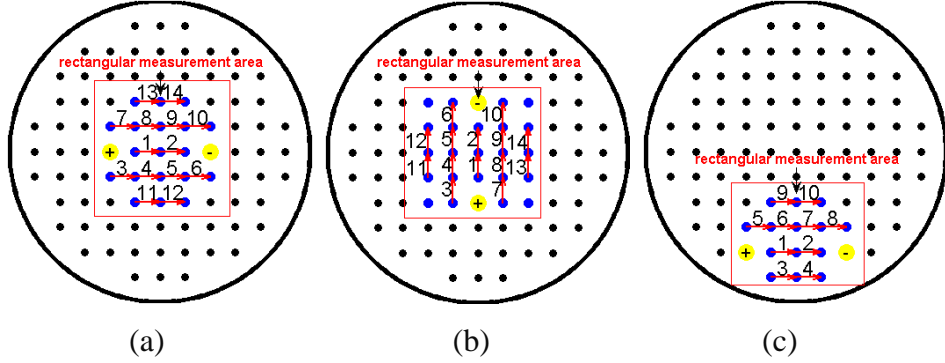 rectangular measurement area
13 14
7 8 9 10
+ 1 2 -
3 4 5 6
11 12
(a)
rectangular measurement area
-
6 10
12 5 2 9 14
11 4 1 8 13
3 7
+
(b)
rectangular measurement area
9 10
5 6 7 8
+ 1 2 -
3 4
(c)